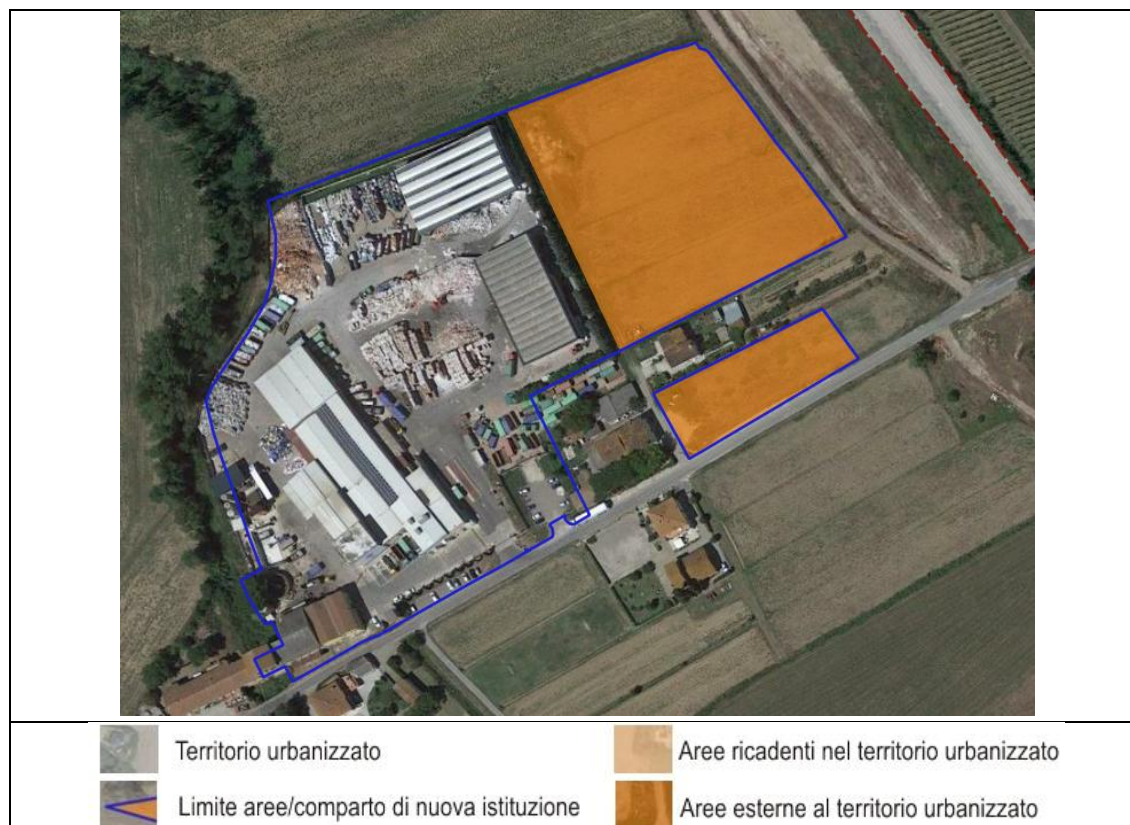 Territorio urbanizzato
Aree ricadenti nel territorio urbanizzato
Limite aree/comparto di nuova istituzione
Aree esterne al territorio urbanizzato